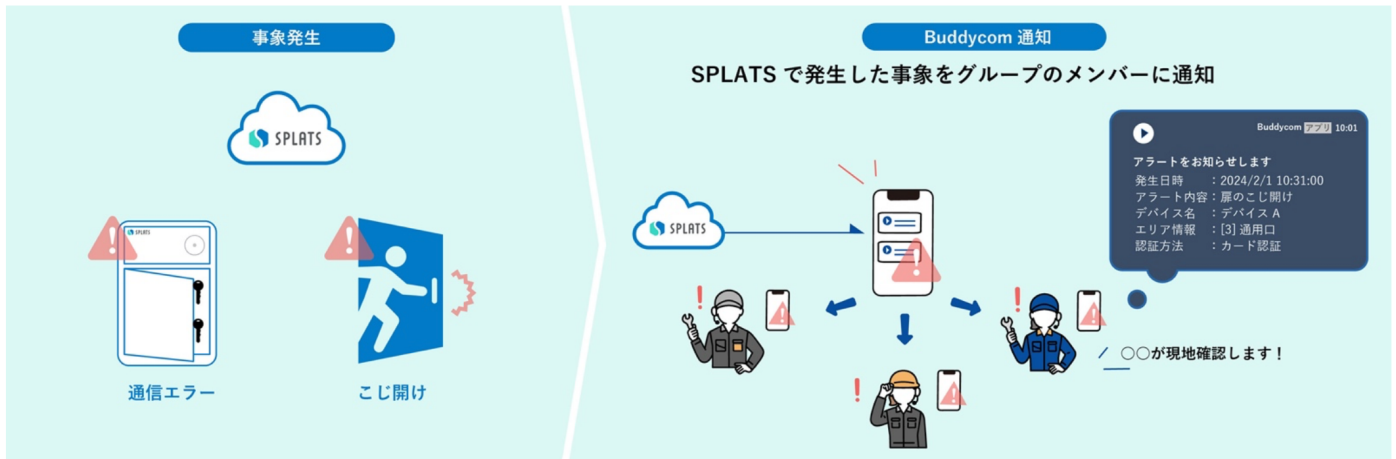 事象発生
SPLATS
SPLATS
通信エラー
こじ開け
Buddycom 通知
SPLATS で発生した事象をグループのメンバーに通知
SPLATS
Buddycom アプリ 10:01
アラートをお知らせします
発生日時 ：2024/2/1 10:31:00
アラート内容：扉のこじ開け
デバイス名 ：デバイス A
エリア情報 ：[3] 通用口
認証方法 ：カード認証
○○が現地確認します！